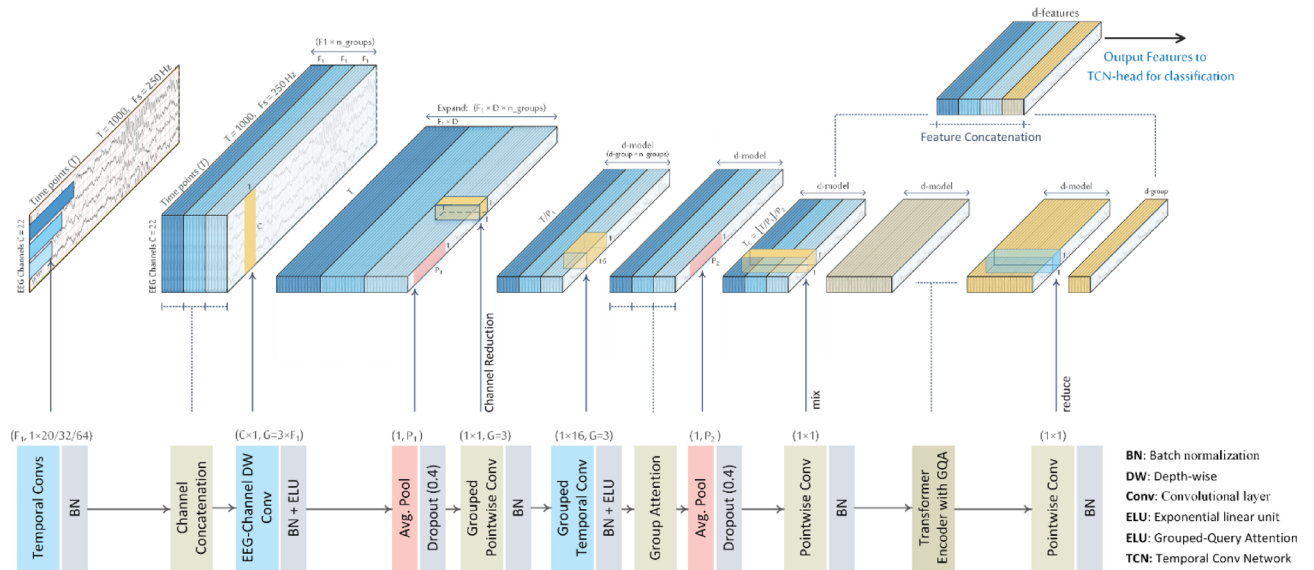 d-features
Output Features to
TCN-head for classification
Feature Concatenation
Time points (T)
T = 1000, Fs = 250 Hz
EEG Channels C = 22
(F1 × n_groups)
F₁ F₁ F₁
Time points (T)
T = 1000, Fs = 250 Hz
EEG Channels C = 22
1
C
Expand: (F₁ × D × n_groups)
F₁ × D
T
1
P₁
1
1
d-model
(d-group × n_groups)
T/P₁
1
16
d-model
1
P₂
d-model
T_C = ⌊T/P₁⌋/P₂
1
1
d-model
d-model
1
1
d-group
Channel Reduction
mix
reduce
(F₁, 1×20/32/64)
Temporal Convs
BN
Channel
Concatenation
(C×1, G=3×F₁)
EEG-Channel DW
Conv
BN + ELU
(1, P₁)
Avg. Pool
Dropout (0.4)
(1×1, G=3)
Grouped
Pointwise Conv
BN
(1×16, G=3)
Grouped
Temporal Conv
BN + ELU
Group Attention
(1, P₂)
Avg. Pool
Dropout (0.4)
(1×1)
Pointwise Conv
BN
Transformer
Encoder with GQA
(1×1)
Pointwise Conv
BN
BN: Batch normalization
DW: Depth-wise
Conv: Convolutional layer
ELU: Exponential linear unit
ELU: Grouped-Query Attention
TCN: Temporal Conv Network